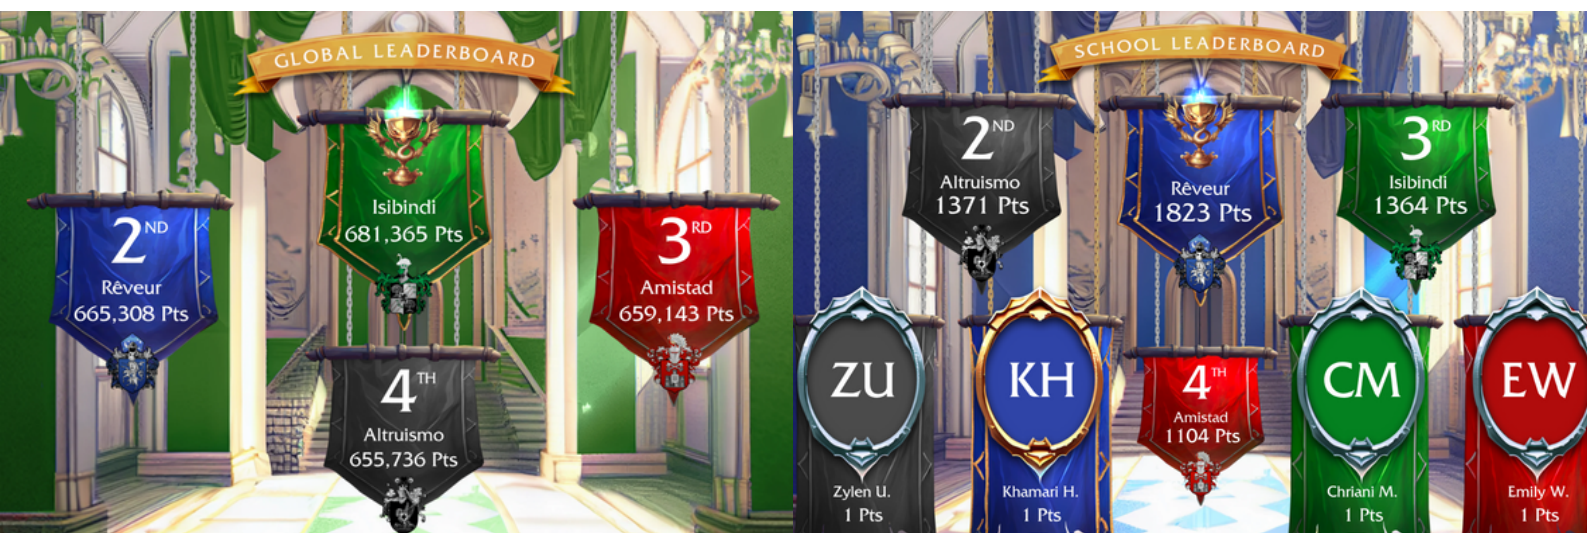 GLOBAL LEADERBOARD
Isibindi
681,365 Pts
2ND
Rêveur
665,308 Pts
3RD
Amistad
659,143 Pts
4TH
Altruismo
655,736 Pts
SCHOOL LEADERBOARD
2ND
Altruismo
1371 Pts
Rêveur
1823 Pts
3RD
Isibindi
1364 Pts
4TH
Amistad
1104 Pts
ZU
Zylen U.
1 Pts
KH
Khamari H.
1 Pts
CM
Chriani M.
1 Pts
EW
Emily W.
1 Pts